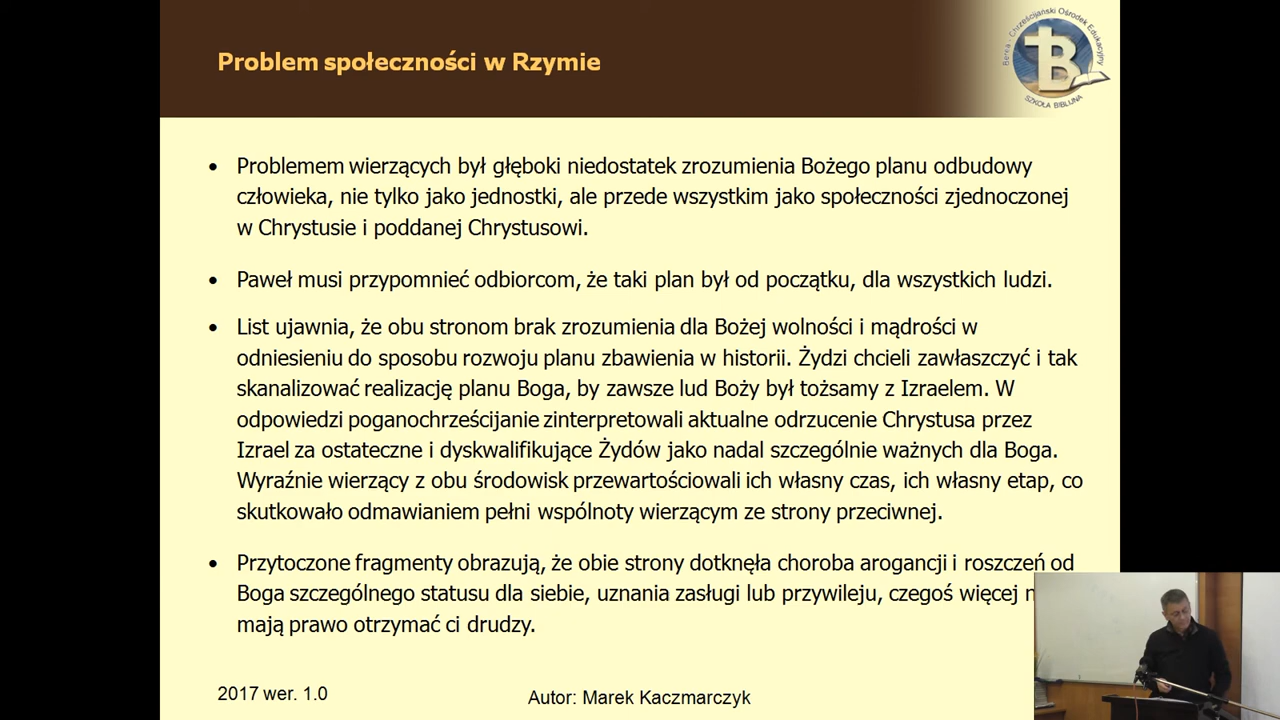 Problem społeczności w Rzymie
Berea - Chrześcijański Ośrodek Edukacyjny
SZKOŁA BIBLIJNA
• Problemem wierzących był głęboki niedostatek zrozumienia Bożego planu odbudowy
człowieka, nie tylko jako jednostki, ale przede wszystkim jako społeczności zjednoczonej
w Chrystusie i poddanej Chrystusowi.
• Paweł musi przypomnieć odbiorcom, że taki plan był od początku, dla wszystkich ludzi.
• List ujawnia, że obu stronom brak zrozumienia dla Bożej wolności i mądrości w
odniesieniu do sposobu rozwoju planu zbawienia w historii. Żydzi chcieli zawłaszczyć i tak
skanalizować realizację planu Boga, by zawsze lud Boży był tożsamy z Izraelem. W
odpowiedzi poganochrześcijanie zinterpretowali aktualne odrzucenie Chrystusa przez
Izrael za ostateczne i dyskwalifikujące Żydów jako nadal szczególnie ważnych dla Boga.
Wyraźnie wierzący z obu środowisk przewartościowali ich własny czas, ich własny etap, co
skutkowało odmawianiem pełni wspólnoty wierzącym ze strony przeciwnej.
• Przytoczone fragmenty obrazują, że obie strony dotknęła choroba arogancji i roszczeń od
Boga szczególnego statusu dla siebie, uznania zasługi lub przywileju, czegoś więcej
mają prawo otrzymać ci drudzy.
2017 wer. 1.0
Autor: Marek Kaczmarczyk